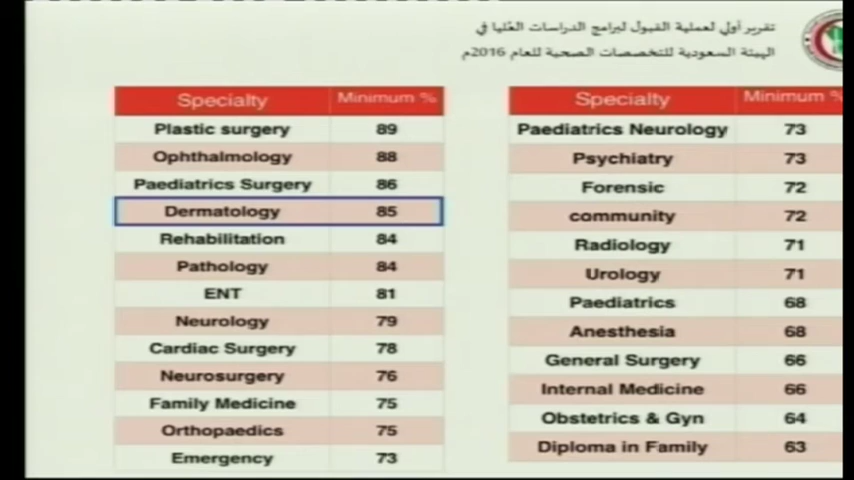 تقرير أولي لعملية القبول لبرامج الدراسات العُليا في
الهيئة السعودية للتخصصات الصحية للعام 2016م
Specialty Minimum %
Plastic surgery 89
Ophthalmology 88
Paediatrics Surgery 86
Dermatology 85
Rehabilitation 84
Pathology 84
ENT 81
Neurology 79
Cardiac Surgery 78
Neurosurgery 76
Family Medicine 75
Orthopaedics 75
Emergency 73
Specialty Minimum %
Paediatrics Neurology 73
Psychiatry 73
Forensic 72
community 72
Radiology 71
Urology 71
Paediatrics 68
Anesthesia 68
General Surgery 66
Internal Medicine 66
Obstetrics & Gyn 64
Diploma in Family 63